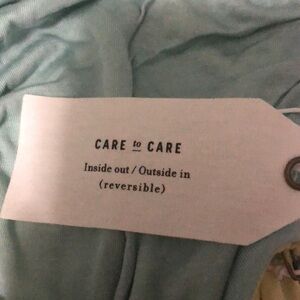 CARE to CARE
Inside out / Outside in
(reversible)